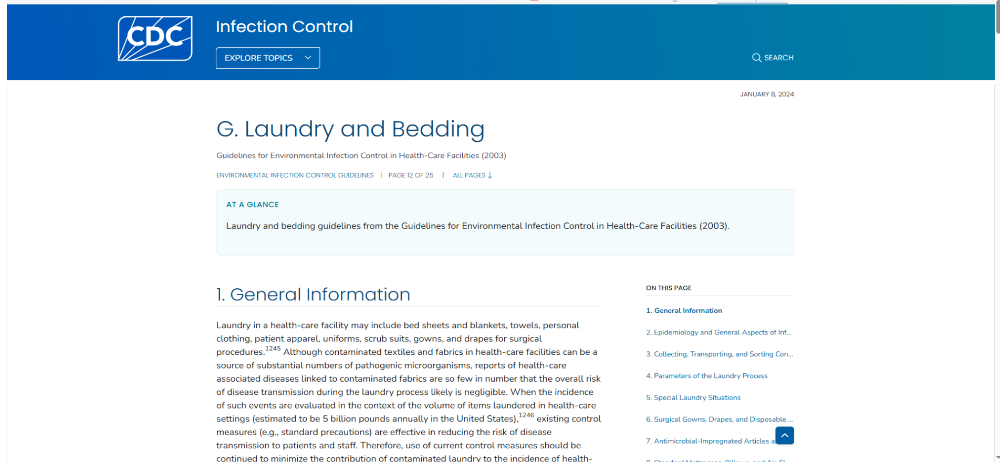 CDC
Infection Control
EXPLORE TOPICS
SEARCH
JANUARY 8, 2024
G. Laundry and Bedding
Guidelines for Environmental Infection Control in Health-Care Facilities (2003)
ENVIRONMENTAL INFECTION CONTROL GUIDELINES | PAGE 12 OF 25 | ALL PAGES ↓
AT A GLANCE
Laundry and bedding guidelines from the Guidelines for Environmental Infection Control in Health-Care Facilities (2003).
1. General Information
Laundry in a health-care facility may include bed sheets and blankets, towels, personal
clothing, patient apparel, uniforms, scrub suits, gowns, and drapes for surgical
procedures.1245 Although contaminated textiles and fabrics in health-care facilities can be a
source of substantial numbers of pathogenic microorganisms, reports of health-care
associated diseases linked to contaminated fabrics are so few in number that the overall risk
of disease transmission during the laundry process likely is negligible. When the incidence
of such events are evaluated in the context of the volume of items laundered in health-care
settings (estimated to be 5 billion pounds annually in the United States),1246 existing control
measures (e.g., standard precautions) are effective in reducing the risk of disease
transmission to patients and staff. Therefore, use of current control measures should be
continued to minimize the contribution of contaminated laundry to the incidence of health-
ON THIS PAGE
1. General Information
2. Epidemiology and General Aspects of Inf...
3. Collecting, Transporting, and Sorting Con...
4. Parameters of the Laundry Process
5. Special Laundry Situations
6. Surgical Gowns, Drapes, and Disposable ...
7. Antimicrobial-Impregnated Articles